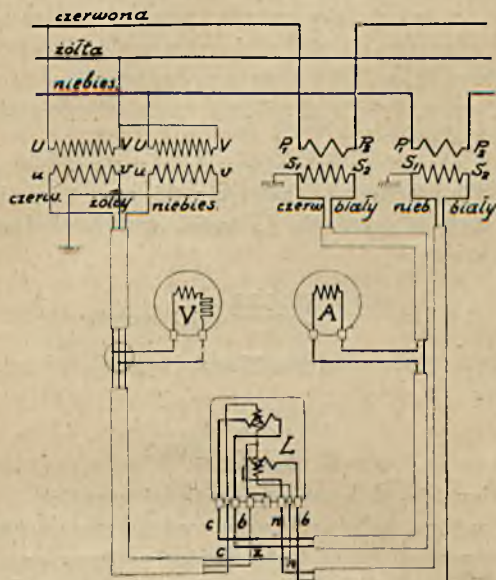 czerwona
żółta
niebies.
U V U V P₁ P₂ P₁ P₂
u v u v S₁ S₂ S₁ S₂
czerw. żółty niebies. czerw biały nieb. biały
V A
L
c b n b
c z n